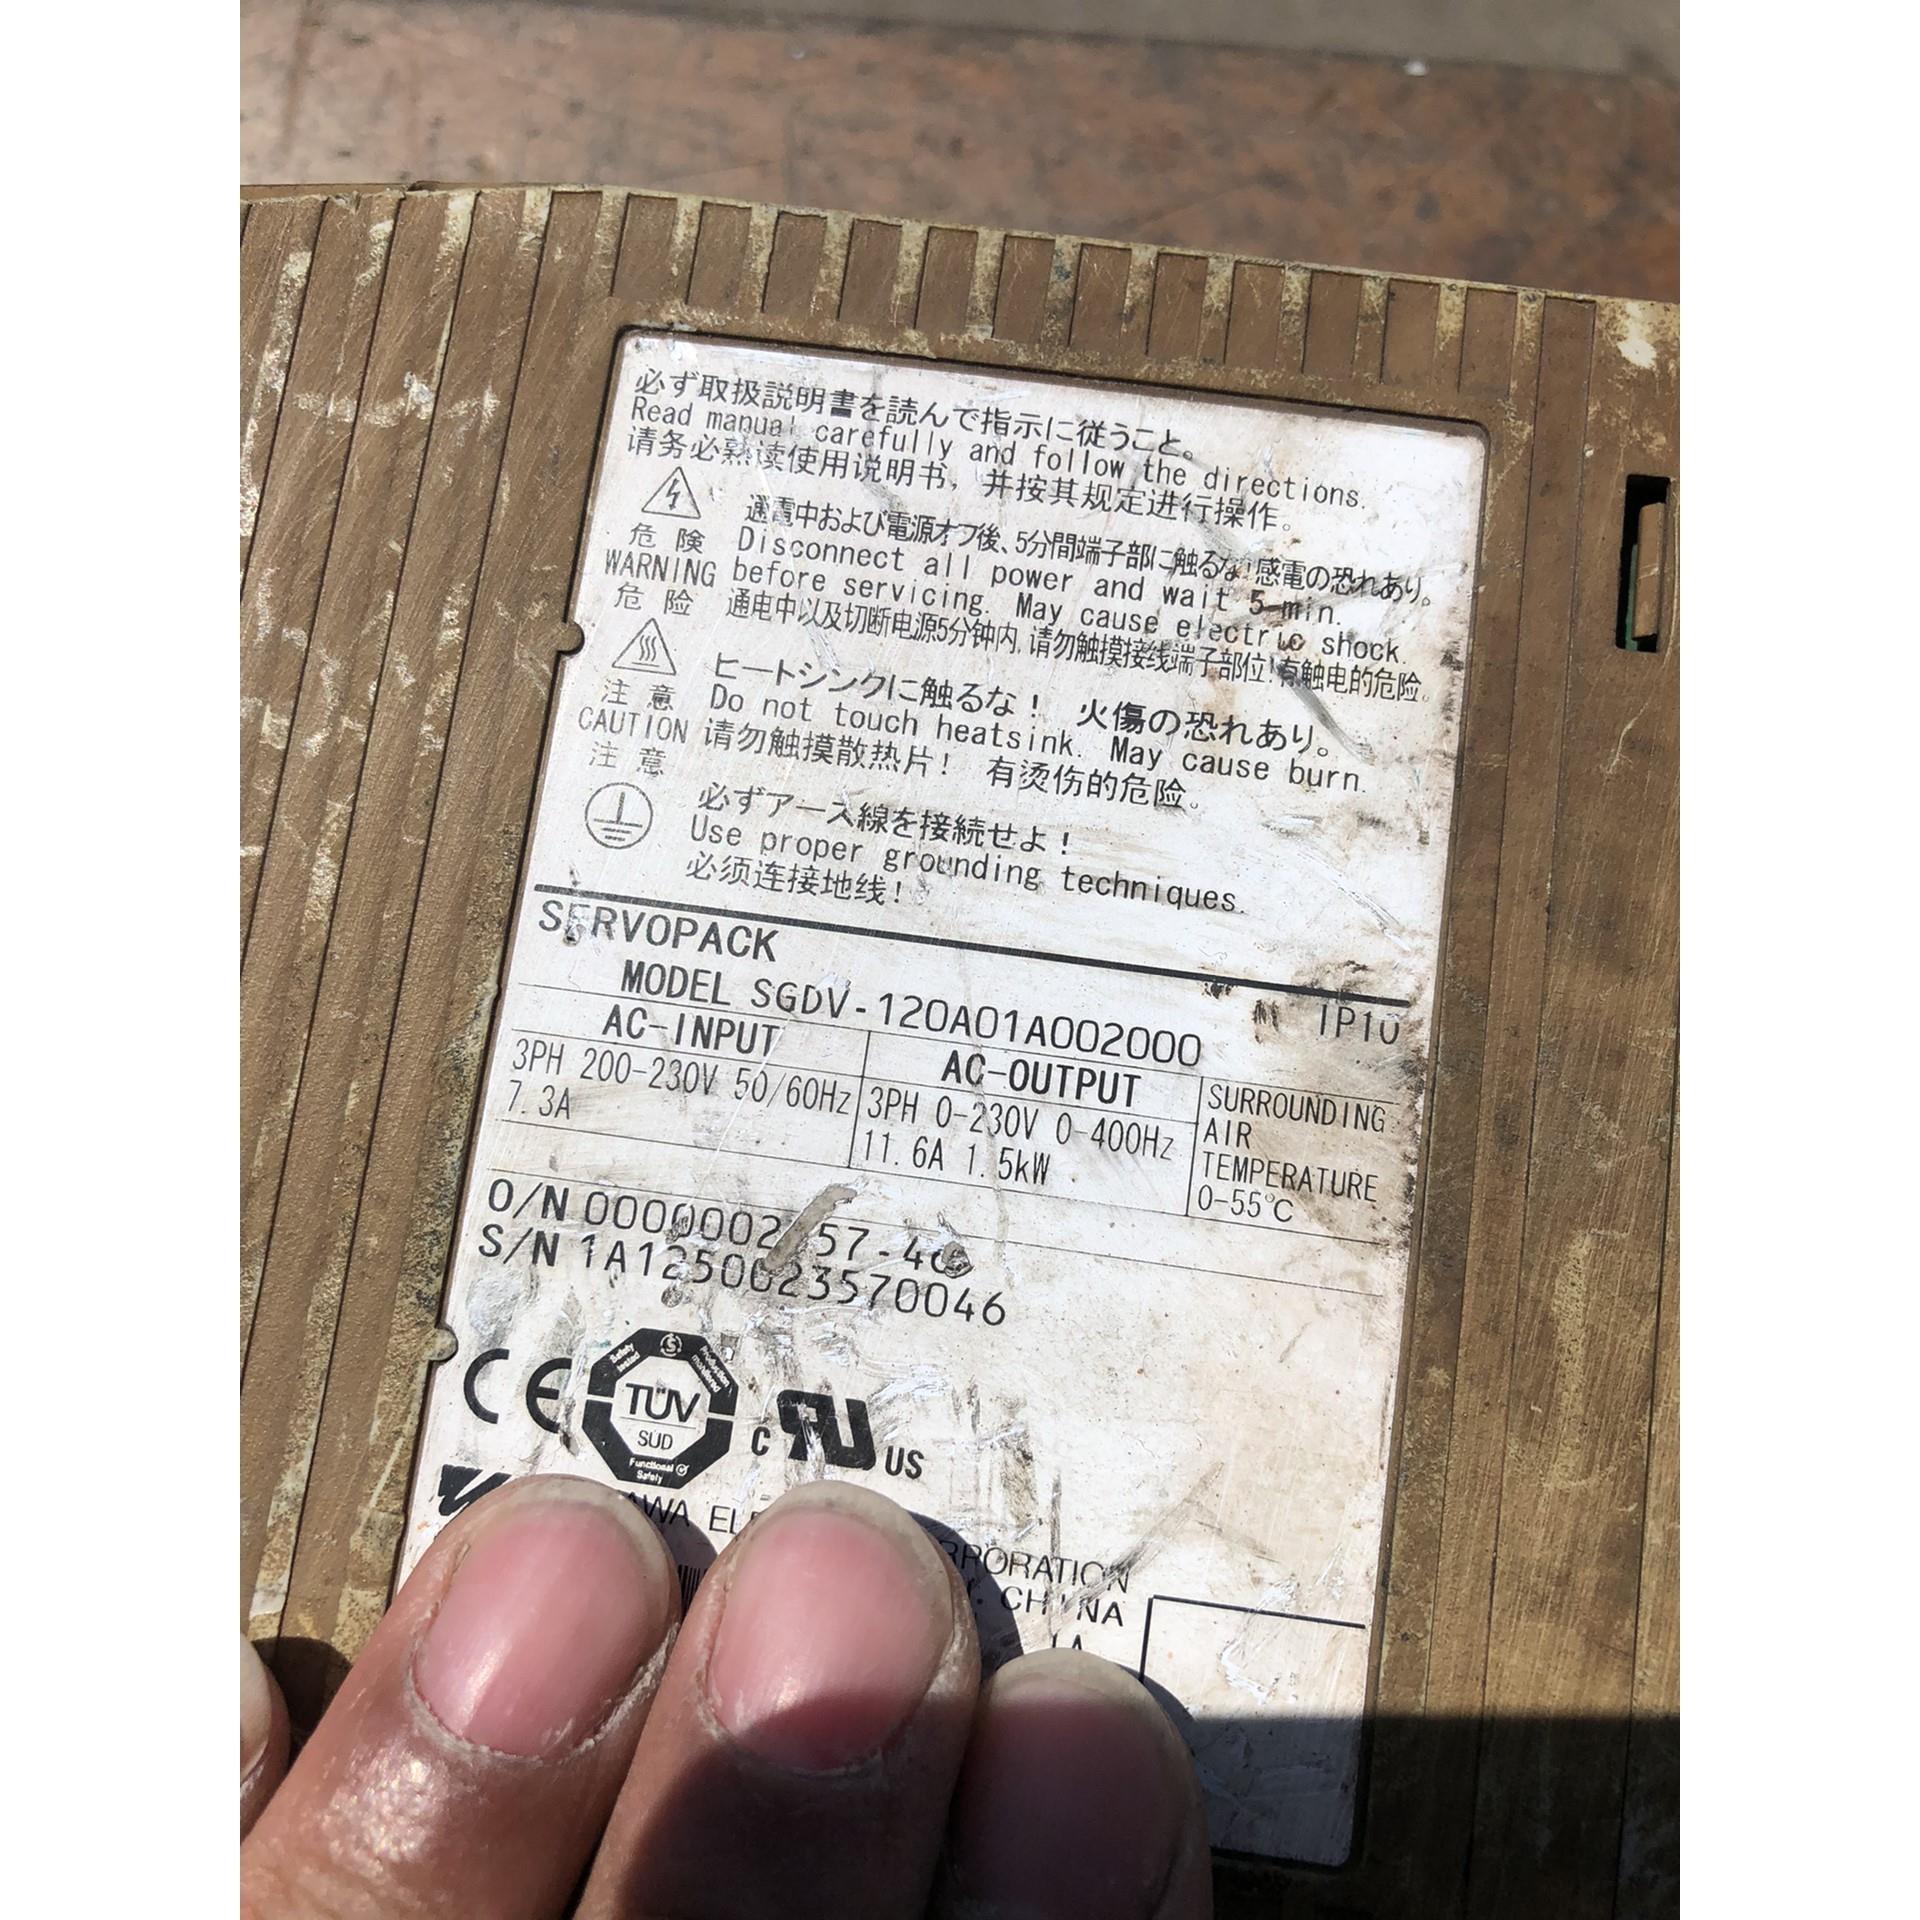 必ず取扱説明書を読んで指示に従うこと。
Read manual carefully and follow the directions.
请务必熟读使用说明书，并按其规定进行操作。
危険
WARNING
危险
通電中および電源オフ後、5分間端子部に触るな!感電の恐れあり。
Disconnect all power and wait 5 min.
before servicing. May cause electric shock.
通电中以及切断电源5分钟内,请勿触摸接线端子部位!有触电的危险。
注意
CAUTION
注意
ヒートシンクに触るな! 火傷の恐れあり。
Do not touch heatsink. May cause burn.
请勿触摸散热片! 有烫伤的危险。
必ずアース線を接続せよ!
Use proper grounding techniques.
必须连接地线!
SERVOPACK
MODEL SGDV-120A01A002000 IP10
AC-INPUT
3PH 200-230V 50/60Hz
7.3A
AC-OUTPUT
3PH 0-230V 0-400Hz
11.6A 1.5kW
SURROUNDING
AIR
TEMPERATURE
0-55℃
O/N
S/N 1A1250023570046
CE
Safety tested
Production monitored
TÜV
SÜD
Functional Safety
C RU US
CHINA